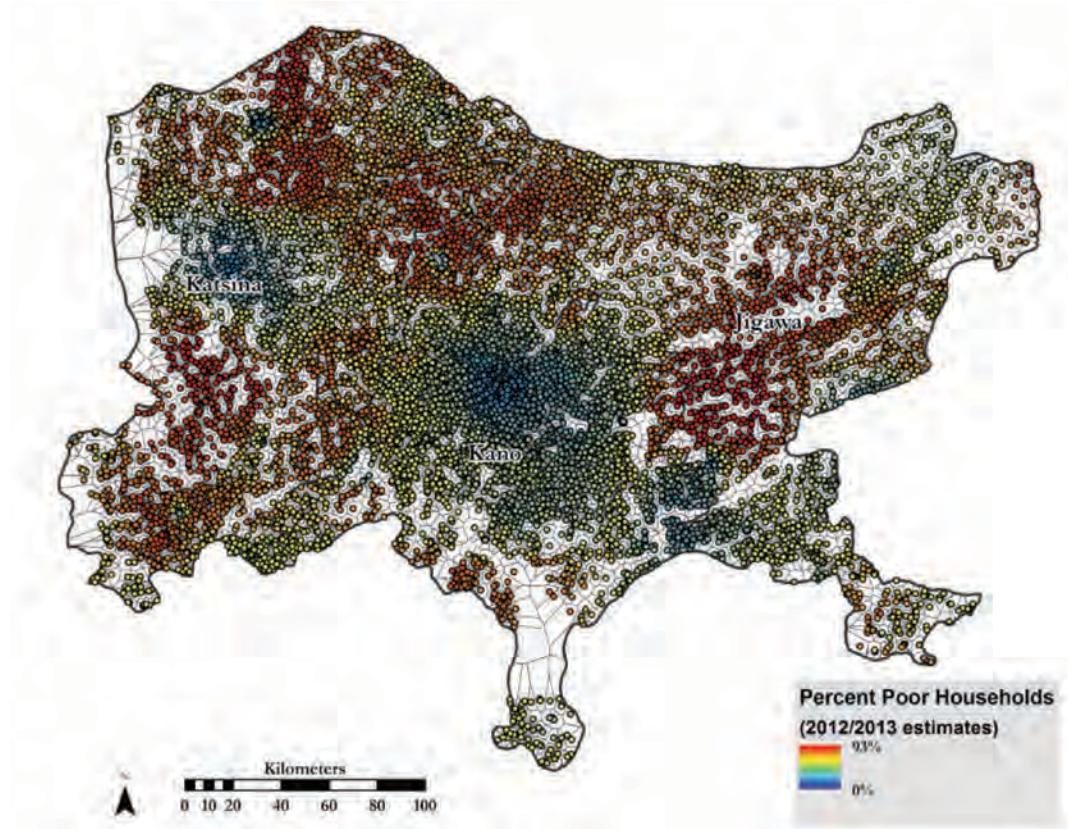 Katsina
Jigawa
Kano
Percent Poor Households
(2012/2013 estimates)
93%
0%
Kilometers
0 10 20 40 60 80 100